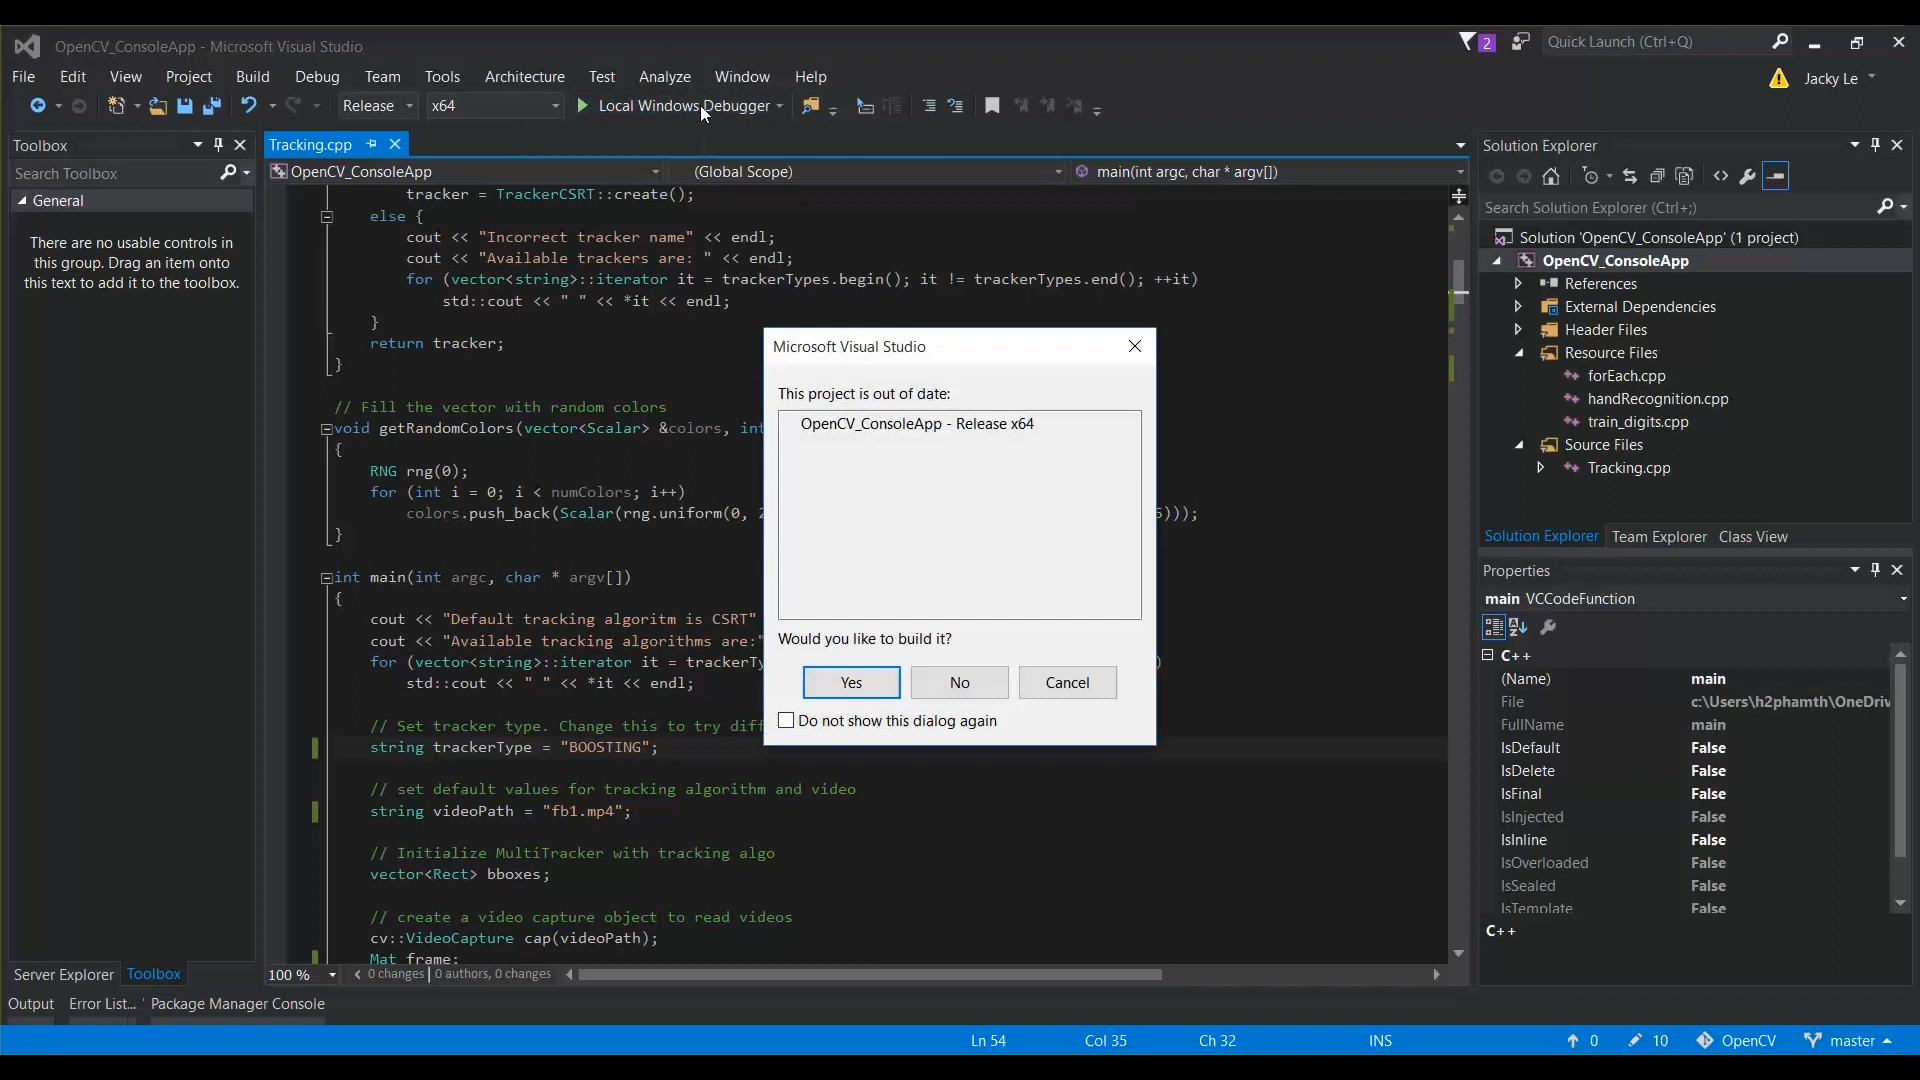 OpenCV_ConsoleApp - Microsoft Visual Studio
2
Quick Launch (Ctrl+Q)
File Edit View Project Build Debug Team Tools Architecture Test Analyze Window Help
Jacky Le
Release x64 Local Windows Debugger
Toolbox
Search Toolbox
General
There are no usable controls in
this group. Drag an item onto
this text to add it to the toolbox.
Server Explorer Toolbox
Tracking.cpp
OpenCV_ConsoleApp (Global Scope) main(int argc, char * argv[])
tracker = TrackerCSRT::create();
else {
cout << "Incorrect tracker name" << endl;
cout << "Available trackers are: " << endl;
for (vector<string>::iterator it = trackerTypes.begin(); it != trackerTypes.end(); ++it)
std::cout << " " << *it << endl;
}
return tracker;
}
// Fill the vector with random colors
void getRandomColors(vector<Scalar> &colors, int
{
RNG rng(0);
for (int i = 0; i < numColors; i++)
colors.push_back(Scalar(rng.uniform(0, 2 5)));
}
int main(int argc, char * argv[])
{
cout << "Default tracking algoritm is CSRT"
cout << "Available tracking algorithms are:"
for (vector<string>::iterator it = trackerTy )
std::cout << " " << *it << endl;
// Set tracker type. Change this to try diff
string trackerType = "BOOSTING";
// set default values for tracking algorithm and video
string videoPath = "fb1.mp4";
// Initialize MultiTracker with tracking algo
vector<Rect> bboxes;
// create a video capture object to read videos
cv::VideoCapture cap(videoPath);
Mat frame;
100 % 0 changes | 0 authors, 0 changes
Microsoft Visual Studio
This project is out of date:
OpenCV_ConsoleApp - Release x64
Would you like to build it?
Yes No Cancel
Do not show this dialog again
Solution Explorer
Search Solution Explorer (Ctrl+;)
Solution 'OpenCV_ConsoleApp' (1 project)
OpenCV_ConsoleApp
References
External Dependencies
Header Files
Resource Files
forEach.cpp
handRecognition.cpp
train_digits.cpp
Source Files
Tracking.cpp
Solution Explorer Team Explorer Class View
Properties
main VCCodeFunction
C++
(Name) main
File c:\Users\h2phamth\OneDriv
FullName main
IsDefault False
IsDelete False
IsFinal False
IsInjected False
IsInline False
IsOverloaded False
IsSealed False
IsTemplate False
C++
Output Error List... Package Manager Console
Ln 54 Col 35 Ch 32 INS 0 10 OpenCV master